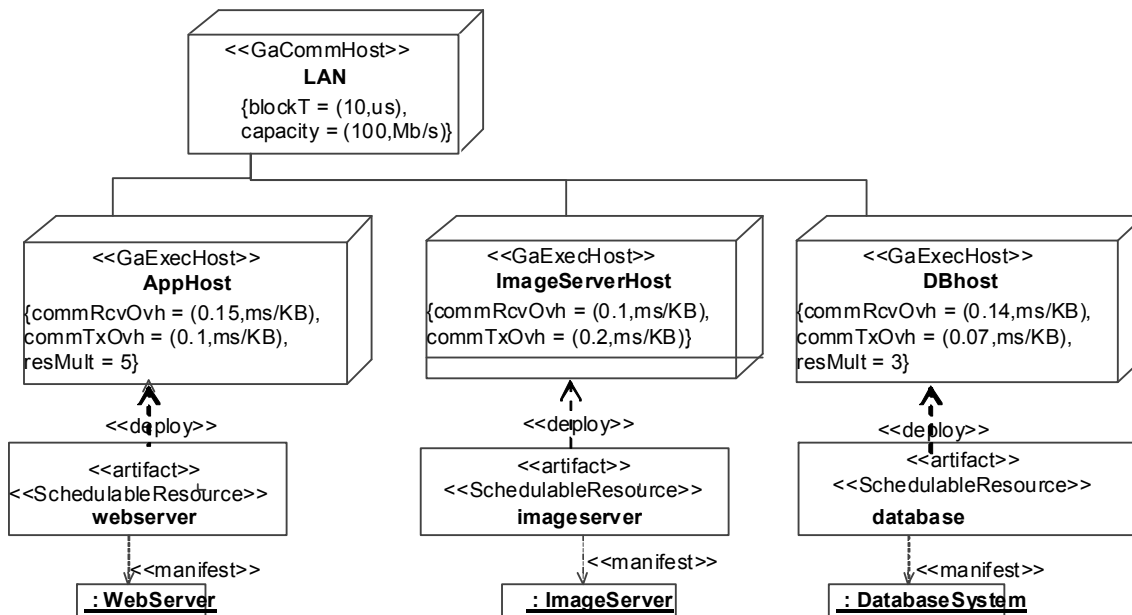 <<GaCommHost>>
LAN
{blockT = (10,us),
capacity = (100,Mb/s)}
<<GaExecHost>>
AppHost
{commRcvOvh = (0.15,ms/KB),
commTxOvh = (0.1,ms/KB),
resMult = 5}
<<GaExecHost>>
ImageServerHost
{commRcvOvh = (0.1,ms/KB),
commTxOvh = (0.2,ms/KB)}
<<GaExecHost>>
DBhost
{commRcvOvh = (0.14,ms/KB),
commTxOvh = (0.07,ms/KB),
resMult = 3}
<<deploy>>
<<deploy>>
<<deploy>>
<<artifact>>
<<SchedulableResource>>
webserver
<<artifact>>
<<SchedulableResource>>
imageserver
<<artifact>>
<<SchedulableResource>>
database
<<manifest>>
<<manifest>>
<<manifest>>
: WebServer
: ImageServer
: DatabaseSystem